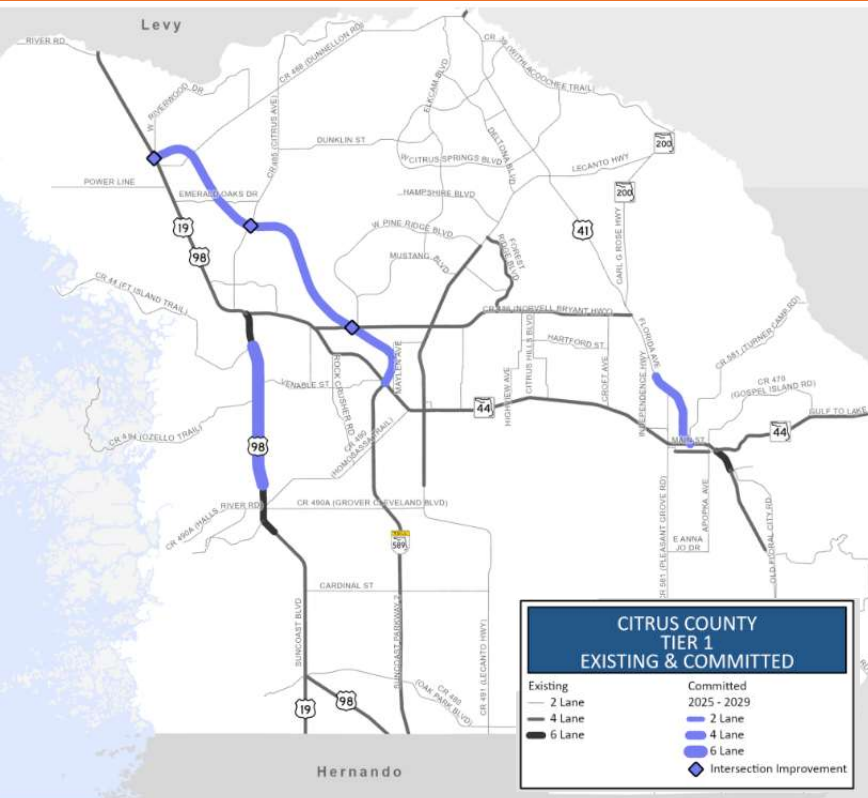 Levy
RIVER RD
CR 488 (DUNNELLON RD)
CR 39 (WITHLACOOCHEE TRAIL)
W RIVERWOOD DR
ELKCAM BLVD
CR 495 (CITRUS AVE)
DUNKLIN ST
DELTONA BLVD
200
W CITRUS SPRINGS BLVD
LECANTO HWY
POWER LINE
EMERALD OAKS DR
HAMPSHIRE BLVD
200
19
98
W PINE RIDGE BLVD
41
CARL G ROSE HWY
MUSTANG BLVD
FOREST RIDGE BLVD
CR 44 (FT ISLAND TRAIL)
CR 486 (NORVELL BRYANT HWY)
CR 581 (TURNER CAMP RD)
HARTFORD ST
FLORIDA AVE
MAYLEN AVE
ROCK CRUSHER RD
VENABLE ST
CITRUS HILLS BLVD
HIGHVIEW AVE
CROFT AVE
INDEPENDENCE HWY
CR 470
(GOSPEL ISLAND RD)
44
GULF TO LAKE
44
MAIN ST
CR 494 (OZELLO TRAIL)
98
CR 490
(HOMOSASSA TRAIL)
CR 490A (HALLS RIVER RD)
CR 490A (GROVER CLEVELAND BLVD)
CR 581 (PLEASANT GROVE RD)
APOPKA AVE
OLD FLORAL CITY RD
E ANNA
JO DR
589
CARDINAL ST
SUNCOAST BLVD
SUNCOAST PARKWAY 2
CR 491 (LECANTO HWY)
CR 480
(OAK PARK BLVD)
98
19
Hernando
CITRUS COUNTY
TIER 1
EXISTING & COMMITTED
Existing
2 Lane
4 Lane
6 Lane
Committed
2025 - 2029
2 Lane
4 Lane
6 Lane
Intersection Improvement